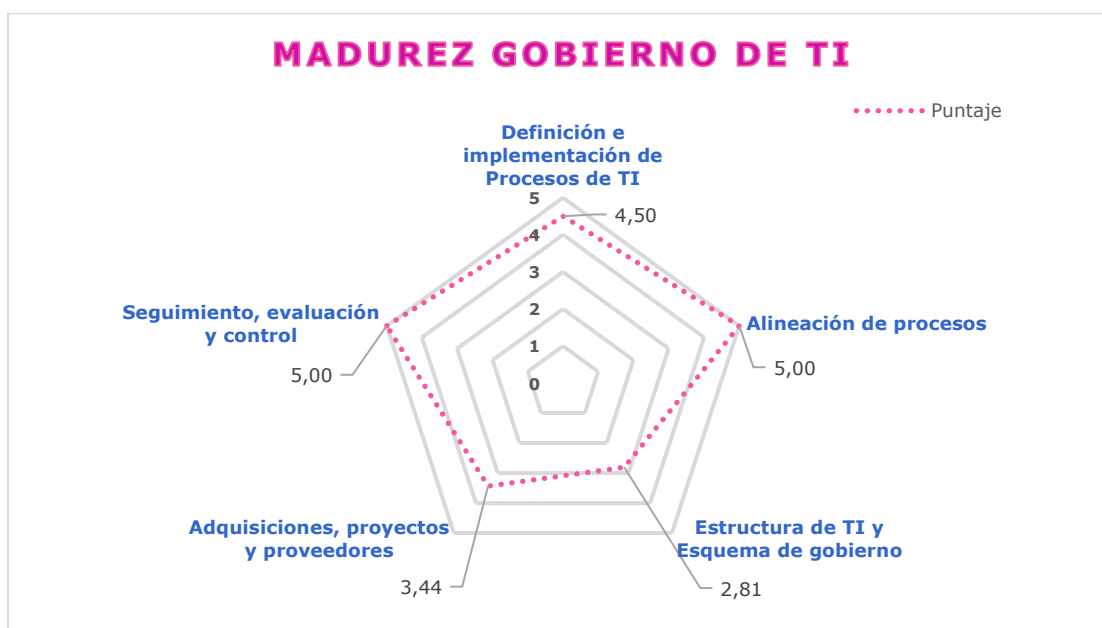 MADUREZ GOBIERNO DE TI
Puntaje
Definición e
implementación de
Procesos de TI
5
4,50
4
3
2
1
0
Seguimiento, evaluación
y control
5,00
Alineación de procesos
5,00
Adquisiciones, proyectos
y proveedores
3,44
Estructura de TI y
Esquema de gobierno
2,81